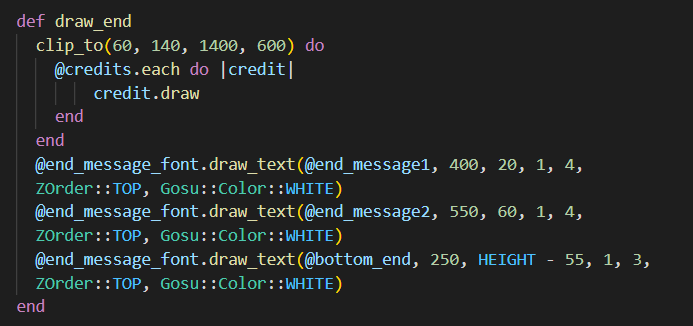 def draw_end
  clip_to(60, 140, 1400, 600) do
    @credits.each do |credit|
        credit.draw
    end
  end
  @end_message_font.draw_text(@end_message1, 400, 20, 1, 4,
  ZOrder::TOP, Gosu::Color::WHITE)
  @end_message_font.draw_text(@end_message2, 550, 60, 1, 4,
  ZOrder::TOP, Gosu::Color::WHITE)
  @end_message_font.draw_text(@bottom_end, 250, HEIGHT - 55, 1, 3,
  ZOrder::TOP, Gosu::Color::WHITE)
end